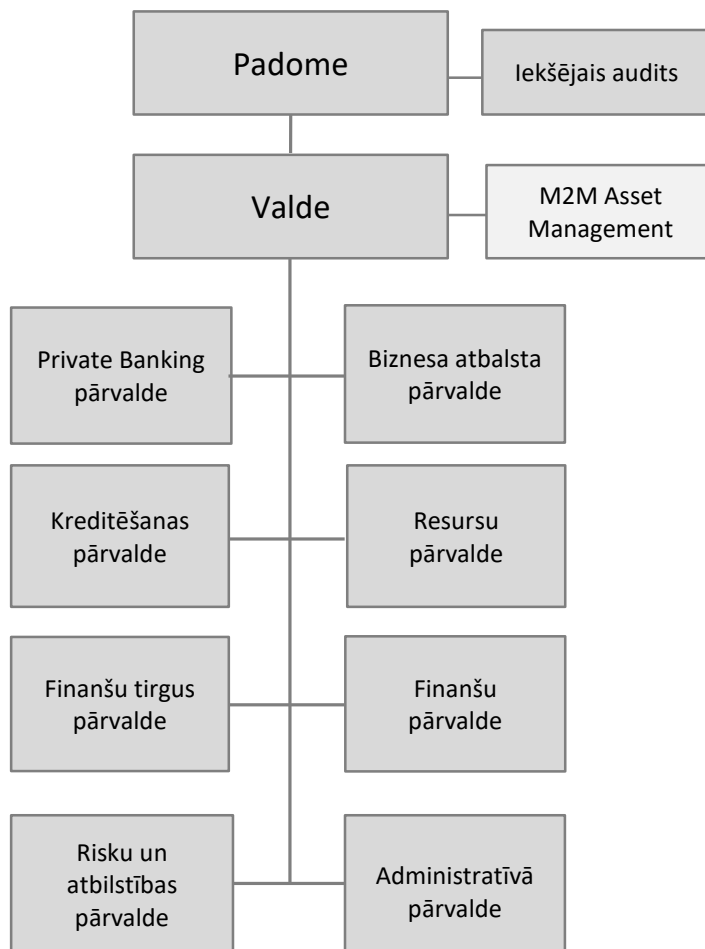 Padome
Iekšējais audits
Valde
M2M Asset
Management
Private Banking
pārvalde
Biznesa atbalsta
pārvalde
Kreditēšanas
pārvalde
Resursu
pārvalde
Finanšu tirgus
pārvalde
Finanšu
pārvalde
Risku un
atbilstības
pārvalde
Administratīvā
pārvalde